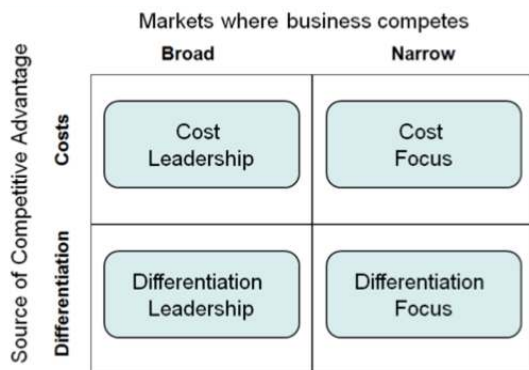 Markets where business competes
Broad
Narrow
Source of Competitive Advantage
Costs
Cost
Leadership
Cost
Focus
Differentiation
Differentiation
Leadership
Differentiation
Focus